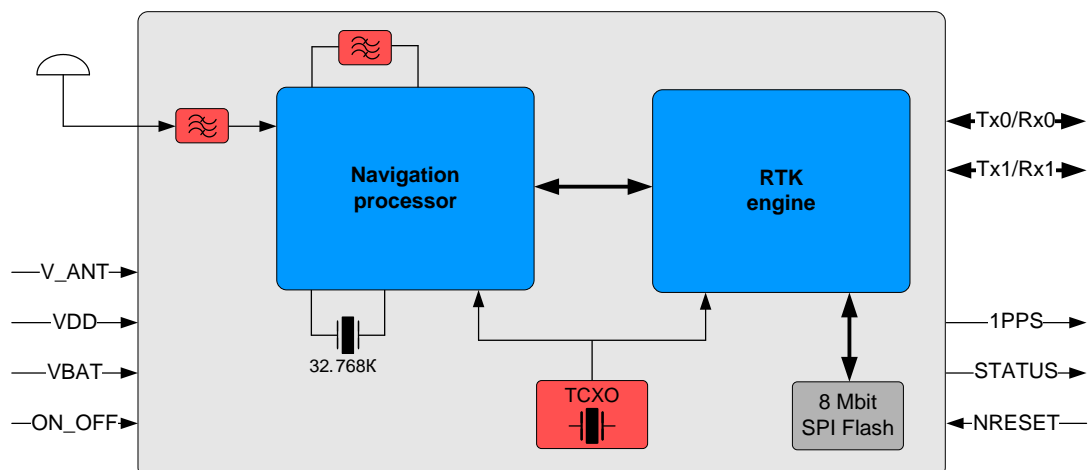 Tx0/Rx0
Navigation
processor
RTK
engine
Tx1/Rx1
V_ANT
VDD
1PPS
32.768K
VBAT
STATUS
TCXO
8 Mbit
SPI Flash
ON_OFF
NRESET